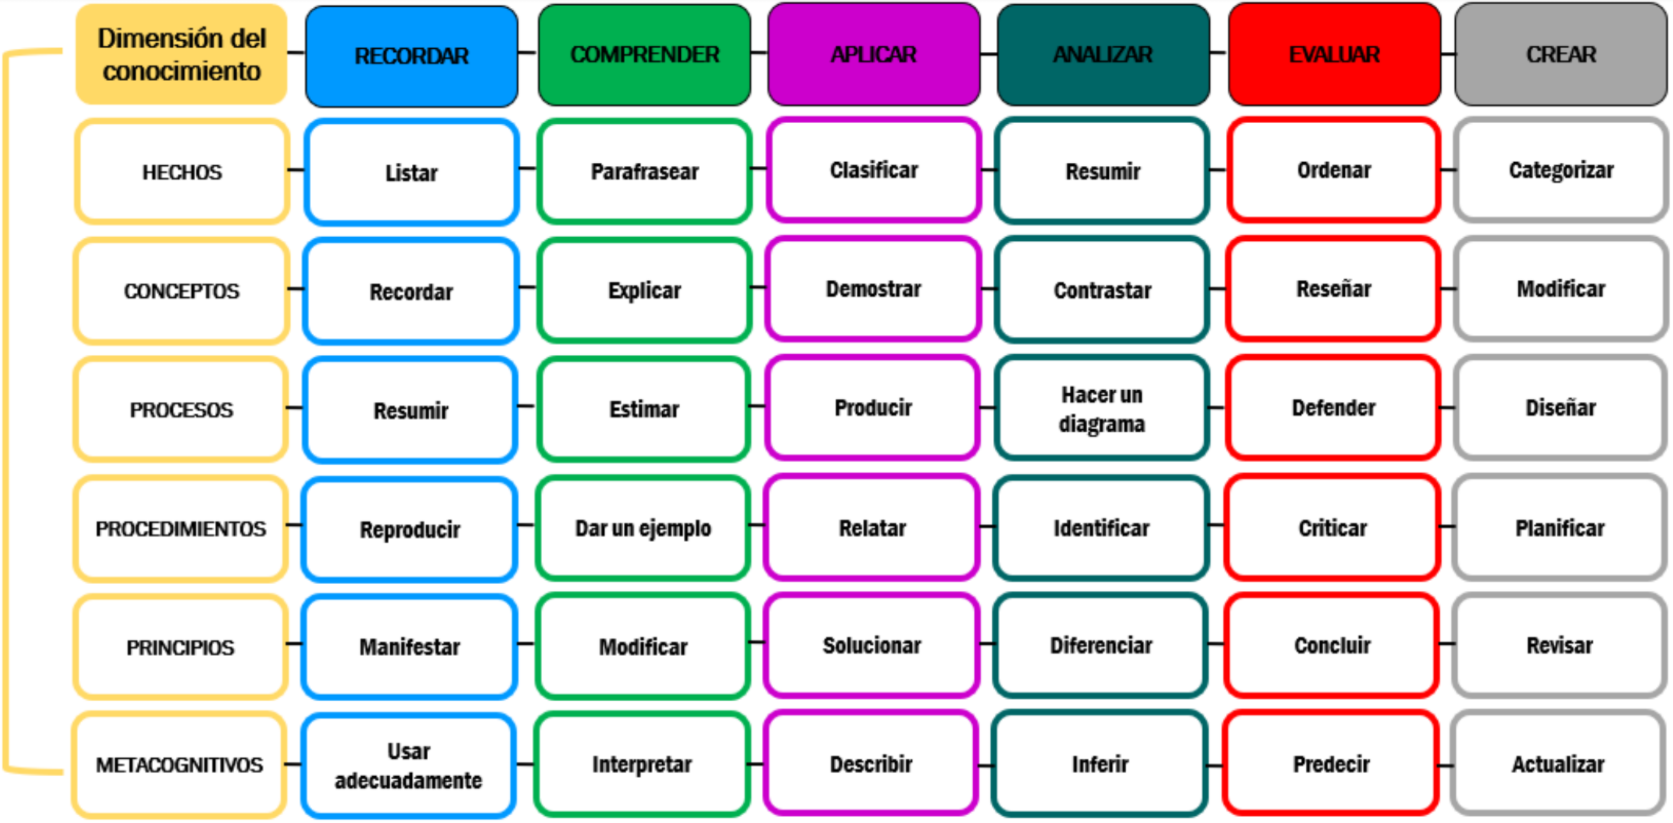 Dimensión del
conocimiento
RECORDAR
COMPRENDER
APLICAR
ANALIZAR
EVALUAR
CREAR
HECHOS
Listar
Parafrasear
Clasificar
Resumir
Ordenar
Categorizar
CONCEPTOS
Recordar
Explicar
Demostrar
Contrastar
Reseñar
Modificar
PROCESOS
Resumir
Estimar
Producir
Hacer un
diagrama
Defender
Diseñar
PROCEDIMIENTOS
Reproducir
Dar un ejemplo
Relatar
Identificar
Criticar
Planificar
PRINCIPIOS
Manifestar
Modificar
Solucionar
Diferenciar
Concluir
Revisar
METACOGNITIVOS
Usar
adecuadamente
Interpretar
Describir
Inferir
Predecir
Actualizar